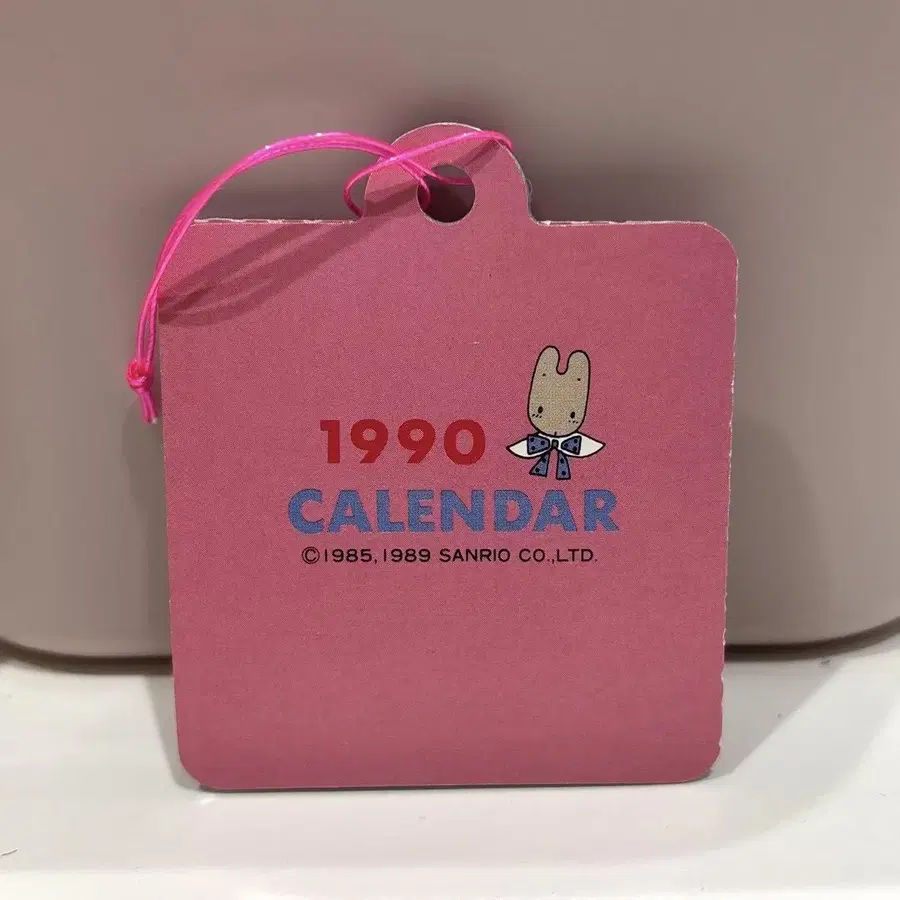 1990
CALENDAR
©1985, 1989 SANRIO CO.,LTD.